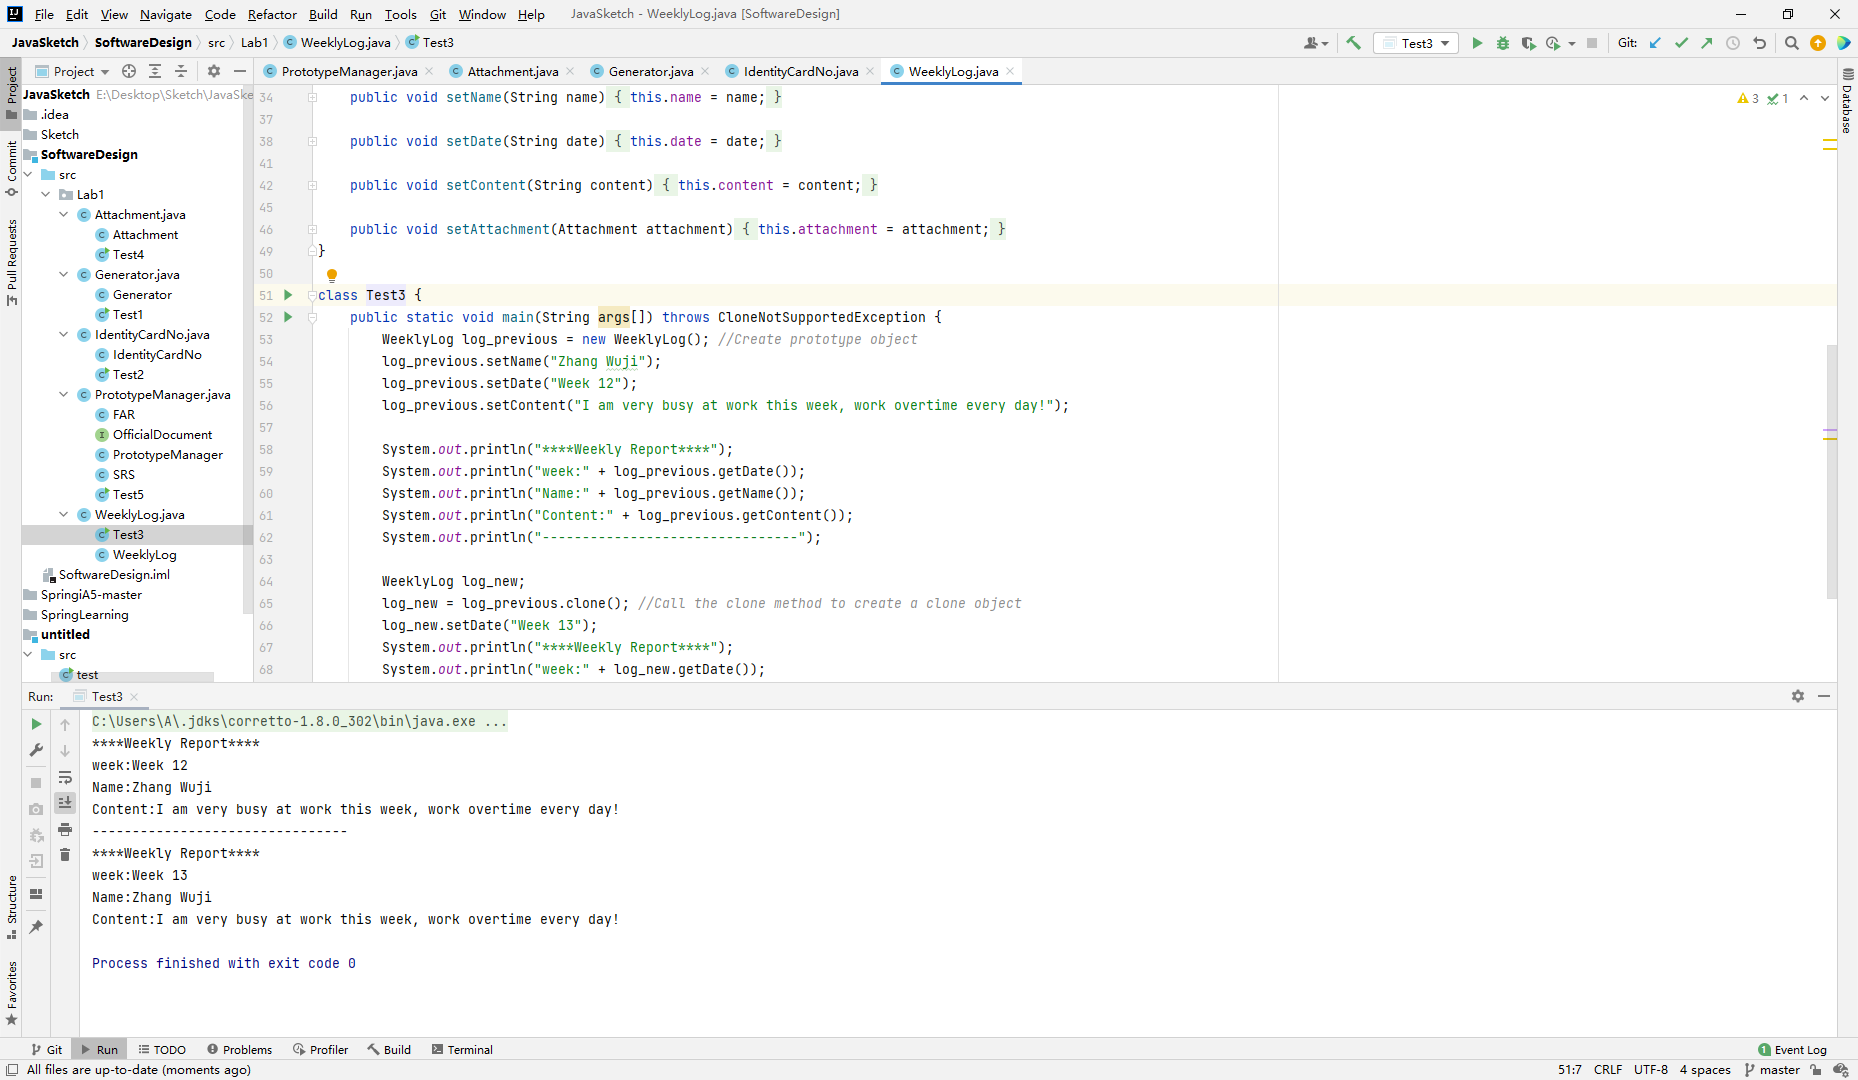 File Edit View Navigate Code Refactor Build Run Tools Git Window Help JavaSketch - WeeklyLog.java [SoftwareDesign]
JavaSketch SoftwareDesign src Lab1 WeeklyLog.java Test3
Test3 Git:
Project
PrototypeManager.java Attachment.java Generator.java IdentityCardNo.java WeeklyLog.java
Project
Commit
Pull Requests
Structure
Favorites
Database
JavaSketch E:\Desktop\Sketch\JavaSke
.idea
Sketch
SoftwareDesign
src
Lab1
Attachment.java
Attachment
Test4
Generator.java
Generator
Test1
IdentityCardNo.java
IdentityCardNo
Test2
PrototypeManager.java
FAR
OfficialDocument
PrototypeManager
SRS
Test5
WeeklyLog.java
Test3
WeeklyLog
SoftwareDesign.iml
SpringiA5-master
SpringLearning
untitled
src
test
3 1
34 public void setName(String name) { this.name = name; }
37
38 public void setDate(String date) { this.date = date; }
41
42 public void setContent(String content) { this.content = content; }
45
46 public void setAttachment(Attachment attachment) { this.attachment = attachment; }
49 }
50
51 class Test3 {
52 public static void main(String args[]) throws CloneNotSupportedException {
53 WeeklyLog log_previous = new WeeklyLog(); //Create prototype object
54 log_previous.setName("Zhang Wuji");
55 log_previous.setDate("Week 12");
56 log_previous.setContent("I am very busy at work this week, work overtime every day!");
57
58 System.out.println("****Weekly Report****");
59 System.out.println("week:" + log_previous.getDate());
60 System.out.println("Name:" + log_previous.getName());
61 System.out.println("Content:" + log_previous.getContent());
62 System.out.println("--------------------------------");
63
64 WeeklyLog log_new;
65 log_new = log_previous.clone(); //Call the clone method to create a clone object
66 log_new.setDate("Week 13");
67 System.out.println("****Weekly Report****");
68 System.out.println("week:" + log_new.getDate());
Run: Test3
C:\Users\A\.jdks\corretto-1.8.0_302\bin\java.exe ...
****Weekly Report****
week:Week 12
Name:Zhang Wuji
Content:I am very busy at work this week, work overtime every day!
--------------------------------
****Weekly Report****
week:Week 13
Name:Zhang Wuji
Content:I am very busy at work this week, work overtime every day!
Process finished with exit code 0
Git Run TODO Problems Profiler Build Terminal 1 Event Log
All files are up-to-date (moments ago) 51:7 CRLF UTF-8 4 spaces master